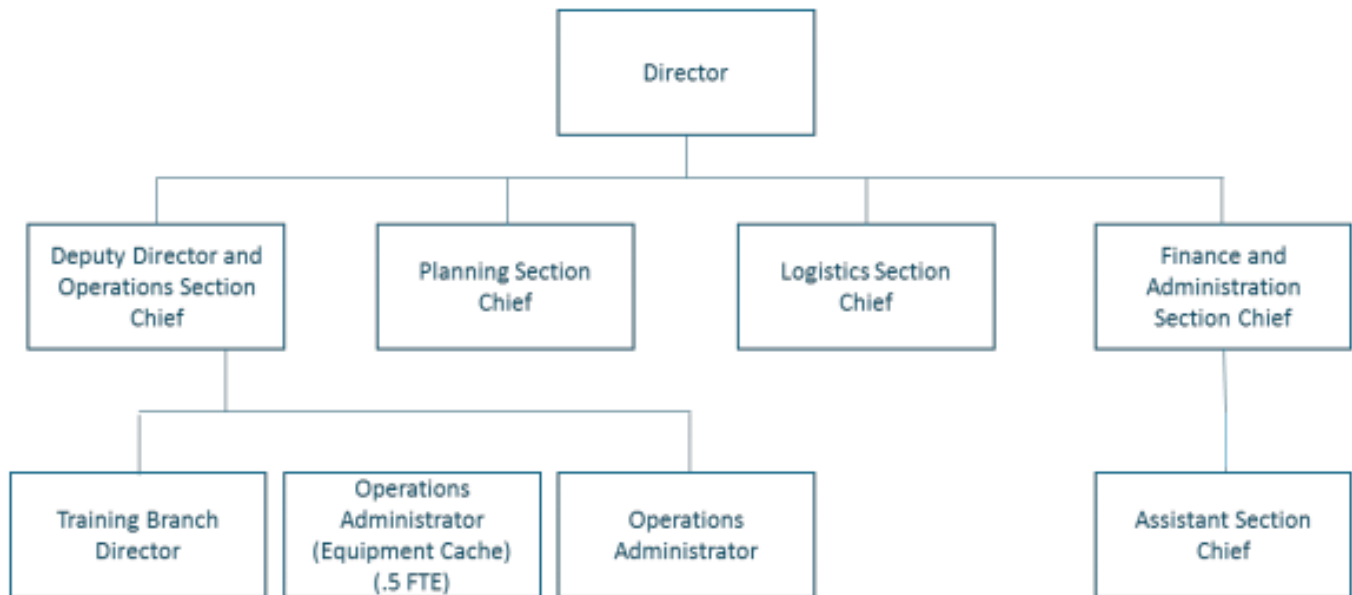 Director
Deputy Director and
Operations Section
Chief
Planning Section
Chief
Logistics Section
Chief
Finance and
Administration
Section Chief
Training Branch
Director
Operations
Administrator
(Equipment Cache)
(.5 FTE)
Operations
Administrator
Assistant Section
Chief